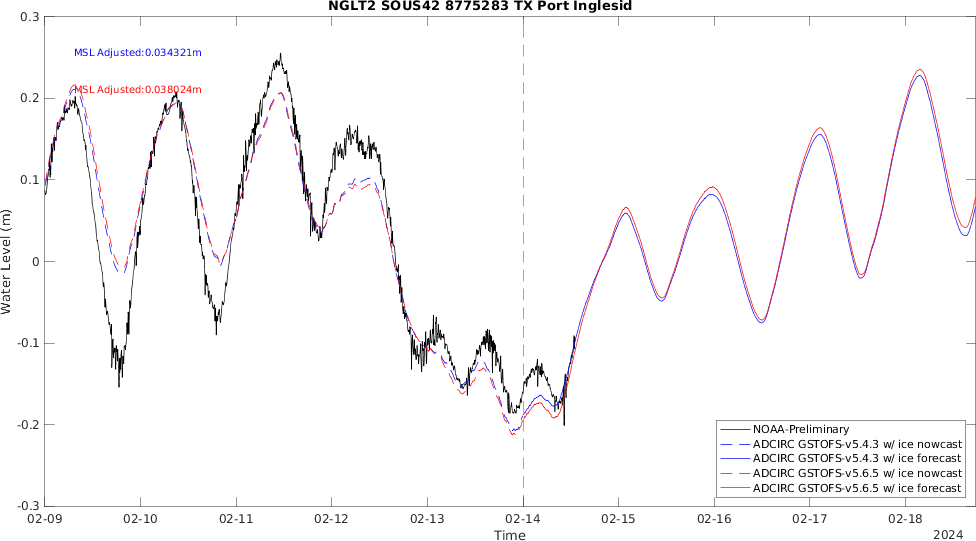 NGLT2 SOUS42 8775283 TX Port Inglesid
Water Level (m)
0.3
0.2
0.1
0
-0.1
-0.2
-0.3
MSL Adjusted:0.034321m
MSL Adjusted:0.038024m
NOAA-Preliminary
ADCIRC GSTOFS-v5.4.3 w/ ice nowcast
ADCIRC GSTOFS-v5.4.3 w/ ice forecast
ADCIRC GSTOFS-v5.6.5 w/ ice nowcast
ADCIRC GSTOFS-v5.6.5 w/ ice forecast
02-09 02-10 02-11 02-12 02-13 02-14 02-15 02-16 02-17 02-18
Time
2024